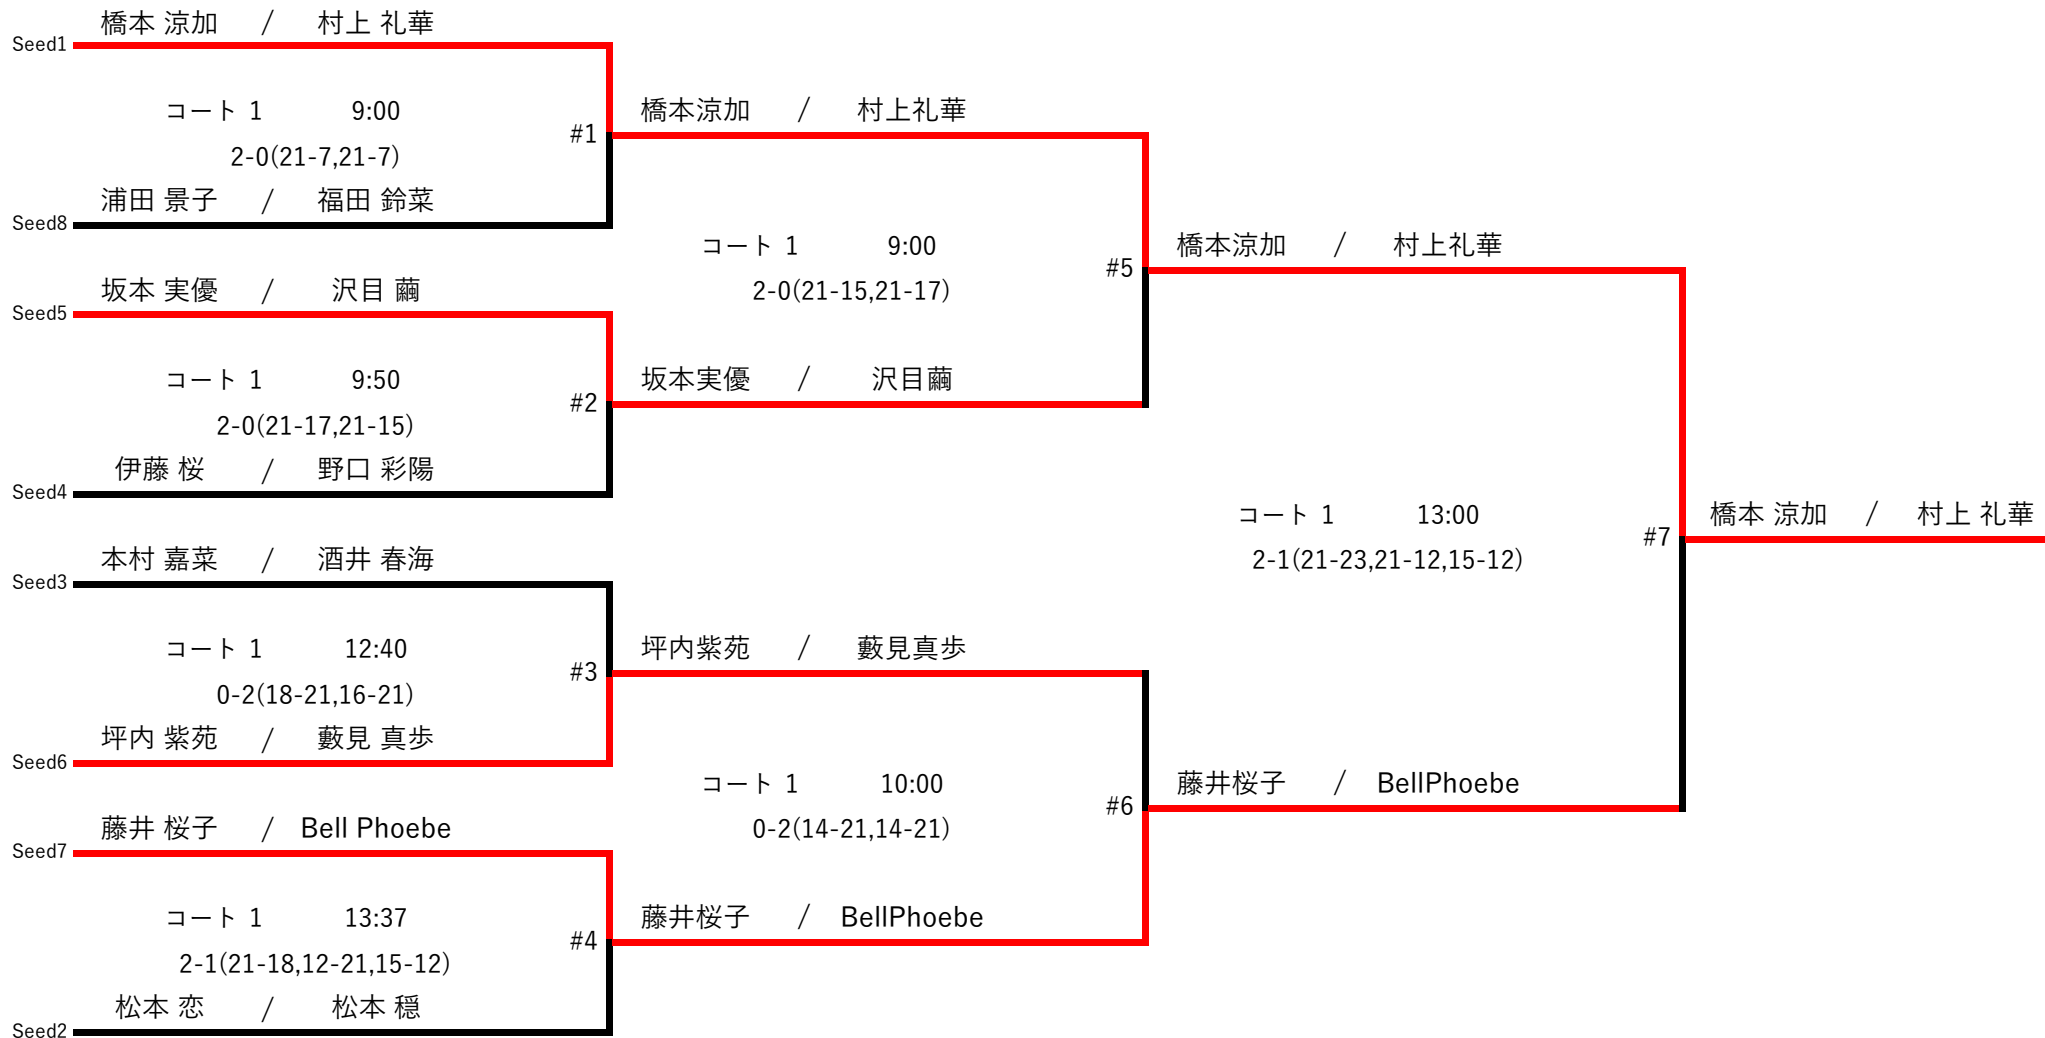 橋本 涼加 / 村上 礼華
Seed1
コート 1 9:00
#1
2-0(21-7,21-7)
浦田 景子 / 福田 鈴菜
Seed8
橋本涼加 / 村上礼華
コート 1 9:00
#5
2-0(21-15,21-17)
坂本 実優 / 沢目 繭
Seed5
コート 1 9:50
#2
2-0(21-17,21-15)
伊藤 桜 / 野口 彩陽
Seed4
坂本実優 / 沢目繭
橋本涼加 / 村上礼華
コート 1 13:00
#7
2-1(21-23,21-12,15-12)
橋本 涼加 / 村上 礼華
本村 嘉菜 / 酒井 春海
Seed3
コート 1 12:40
#3
0-2(18-21,16-21)
坪内 紫苑 / 藪見 真歩
Seed6
坪内紫苑 / 藪見真歩
コート 1 10:00
#6
0-2(14-21,14-21)
藤井桜子 / BellPhoebe
藤井 桜子 / Bell Phoebe
Seed7
コート 1 13:37
#4
2-1(21-18,12-21,15-12)
松本 恋 / 松本 穏
Seed2
藤井桜子 / BellPhoebe